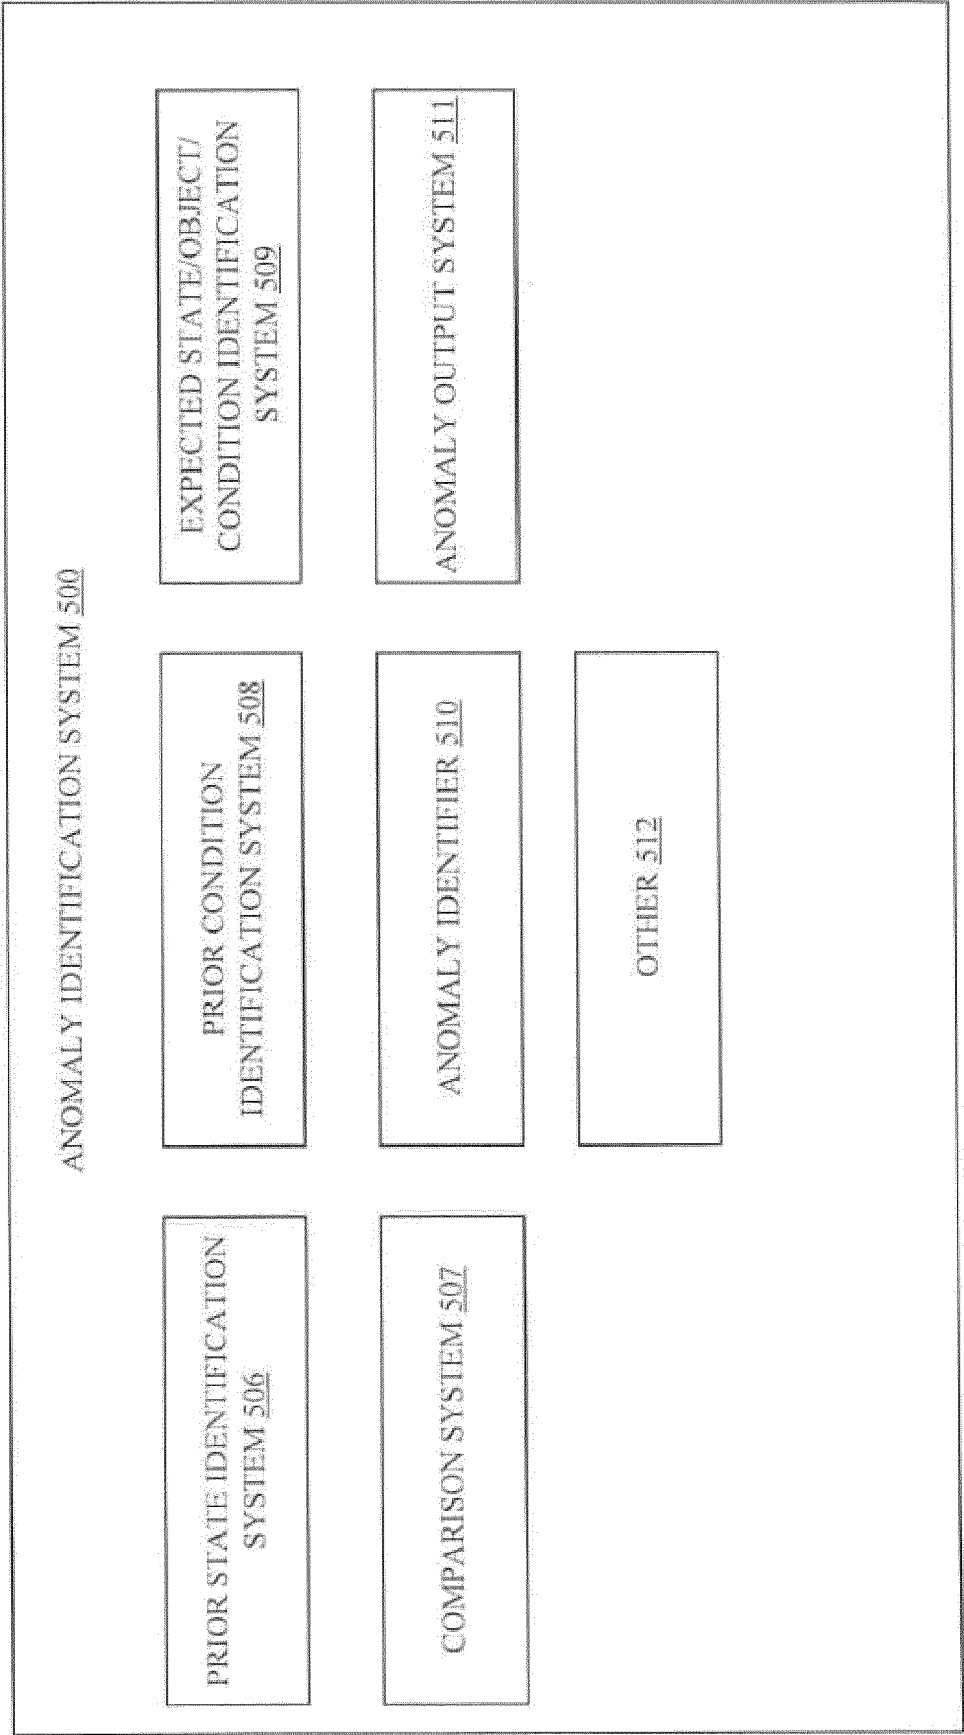 ANOMALY IDENTIFICATION SYSTEM 500
PRIOR STATE IDENTIFICATION
SYSTEM 506
PRIOR CONDITION
IDENTIFICATION SYSTEM 508
EXPECTED STATE/OBJECT/
CONDITION IDENTIFICATION
SYSTEM 509
COMPARISON SYSTEM 507
ANOMALY IDENTIFIER 510
ANOMALY OUTPUT SYSTEM 511
OTHER 512